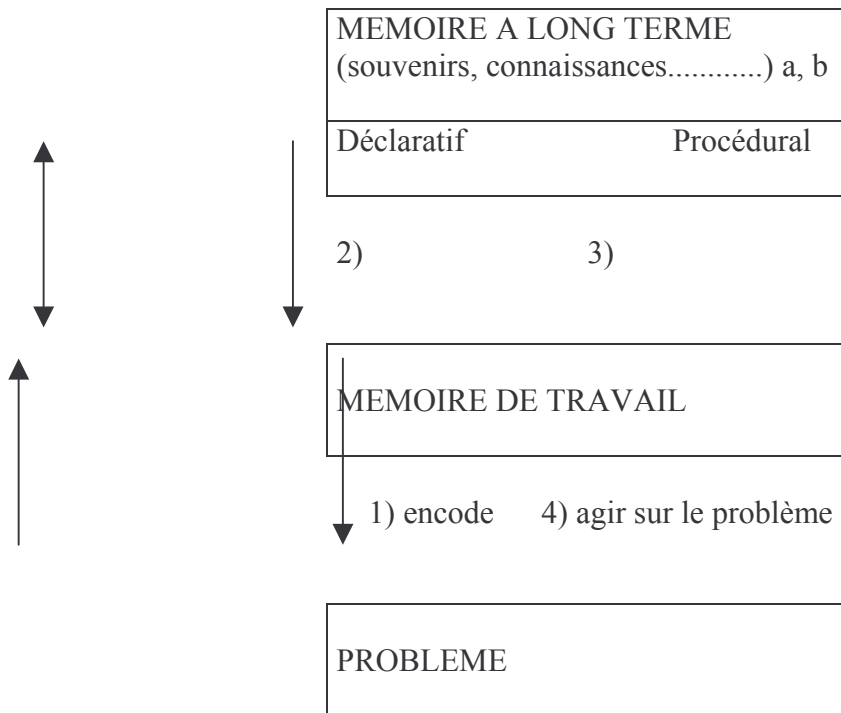 MEMOIRE A LONG TERME
(souvenirs, connaissances............) a, b
Déclaratif Procédural
2) 3)
MEMOIRE DE TRAVAIL
1) encode 4) agir sur le problème
PROBLEME